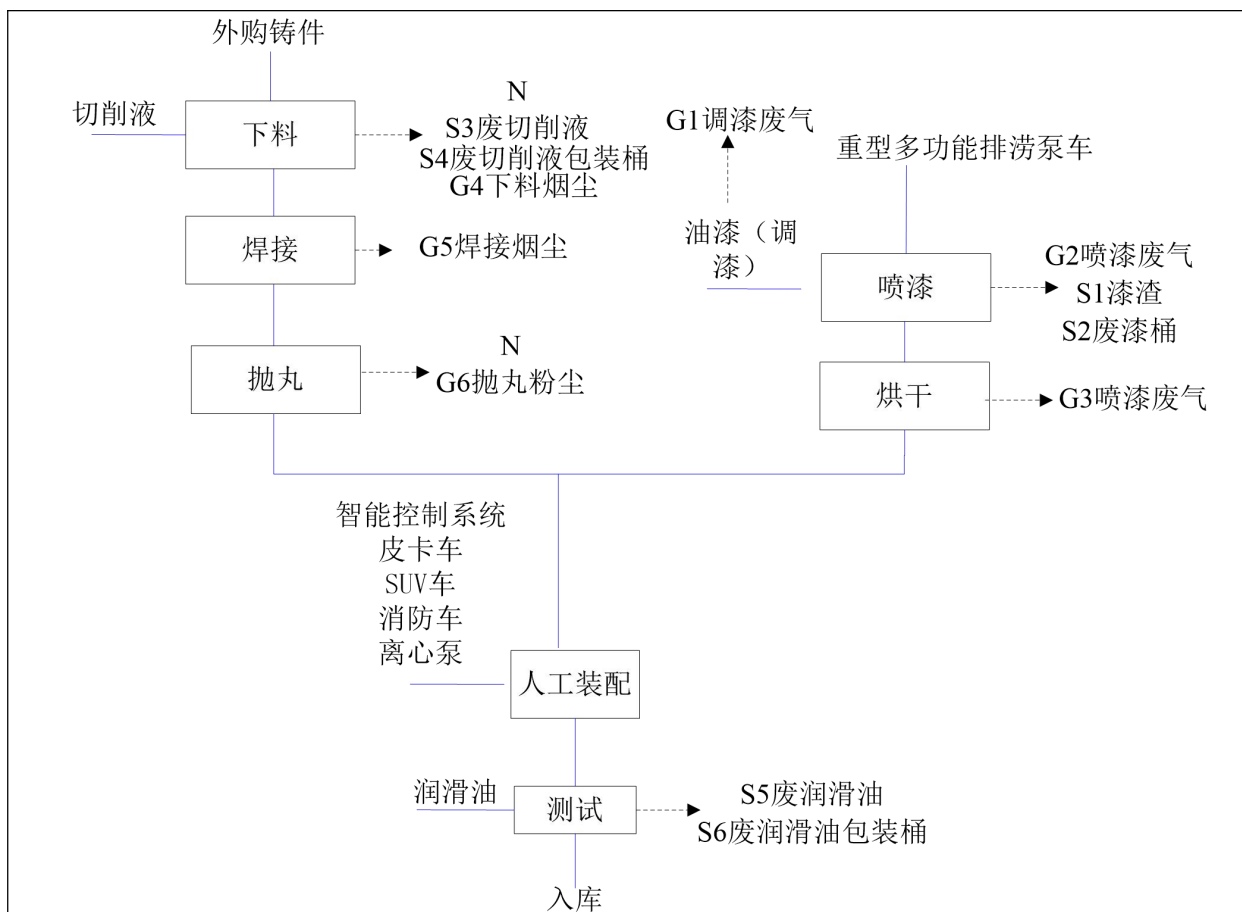 外购铸件
切削液
下料
N
S3废切削液
S4废切削液包装桶
G4下料烟尘
焊接
G5焊接烟尘
抛丸
N
G6抛丸粉尘
G1调漆废气
重型多功能排涝泵车
油漆（调
漆）
喷漆
G2喷漆废气
S1漆渣
S2废漆桶
烘干
G3喷漆废气
智能控制系统
皮卡车
SUV车
消防车
离心泵
人工装配
润滑油
测试
S5废润滑油
S6废润滑油包装桶
入库